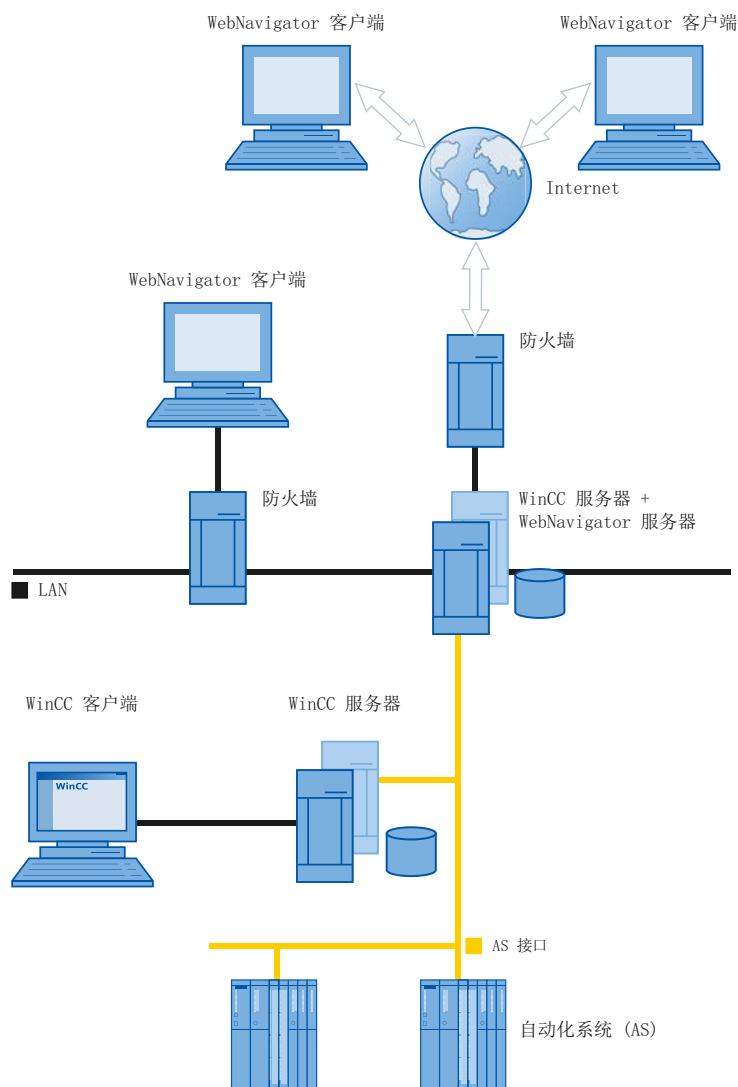 WebNavigator 客户端
WebNavigator 客户端
Internet
WebNavigator 客户端
防火墙
防火墙
WinCC 服务器 +
WebNavigator 服务器
LAN
WinCC 客户端
WinCC 服务器
WinCC
AS 接口
自动化系统 (AS)